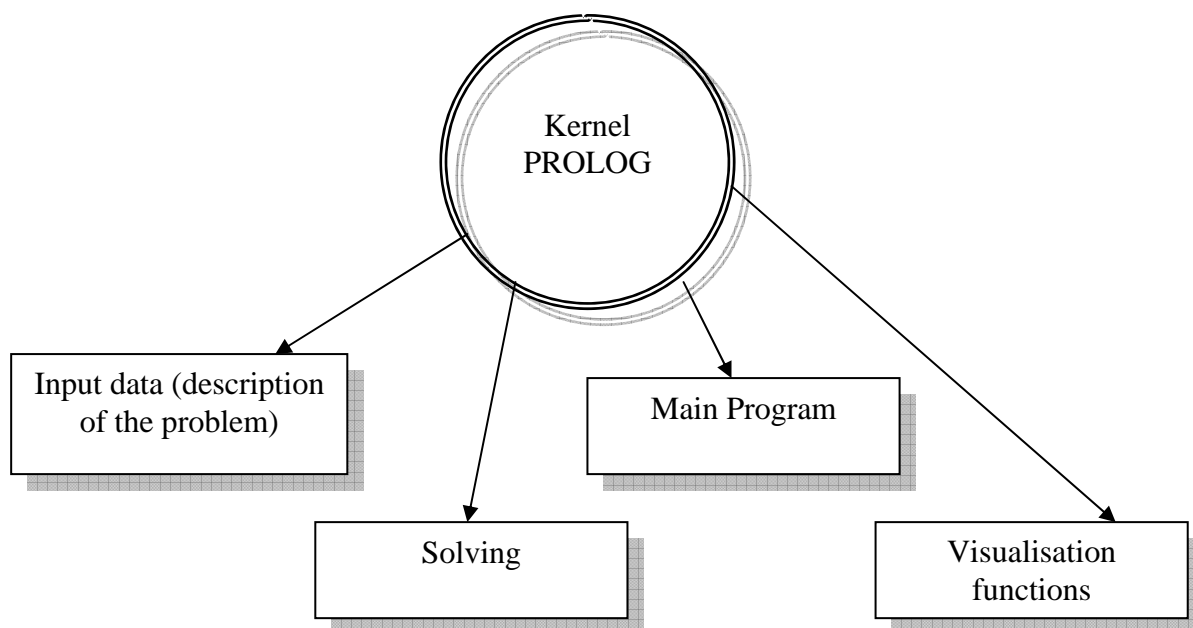 Kernel
PROLOG
Input data (description
of the problem)
Main Program
Solving
Visualisation
functions